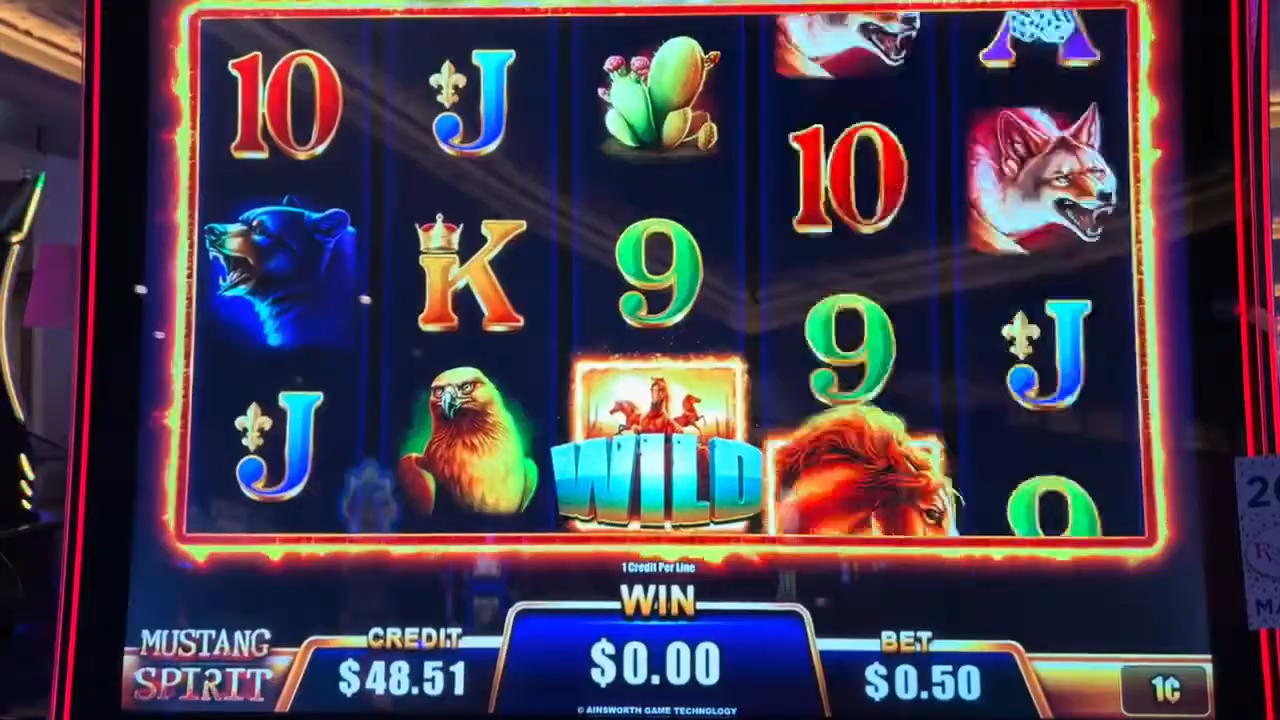 10
J
10
K
9
9
J
J
WILD
9
1 Credit Per Line
WIN
MUSTANG SPIRIT
CREDIT
$48.51
$0.00
BET
$0.50
1¢
© AINSWORTH GAME TECHNOLOGY